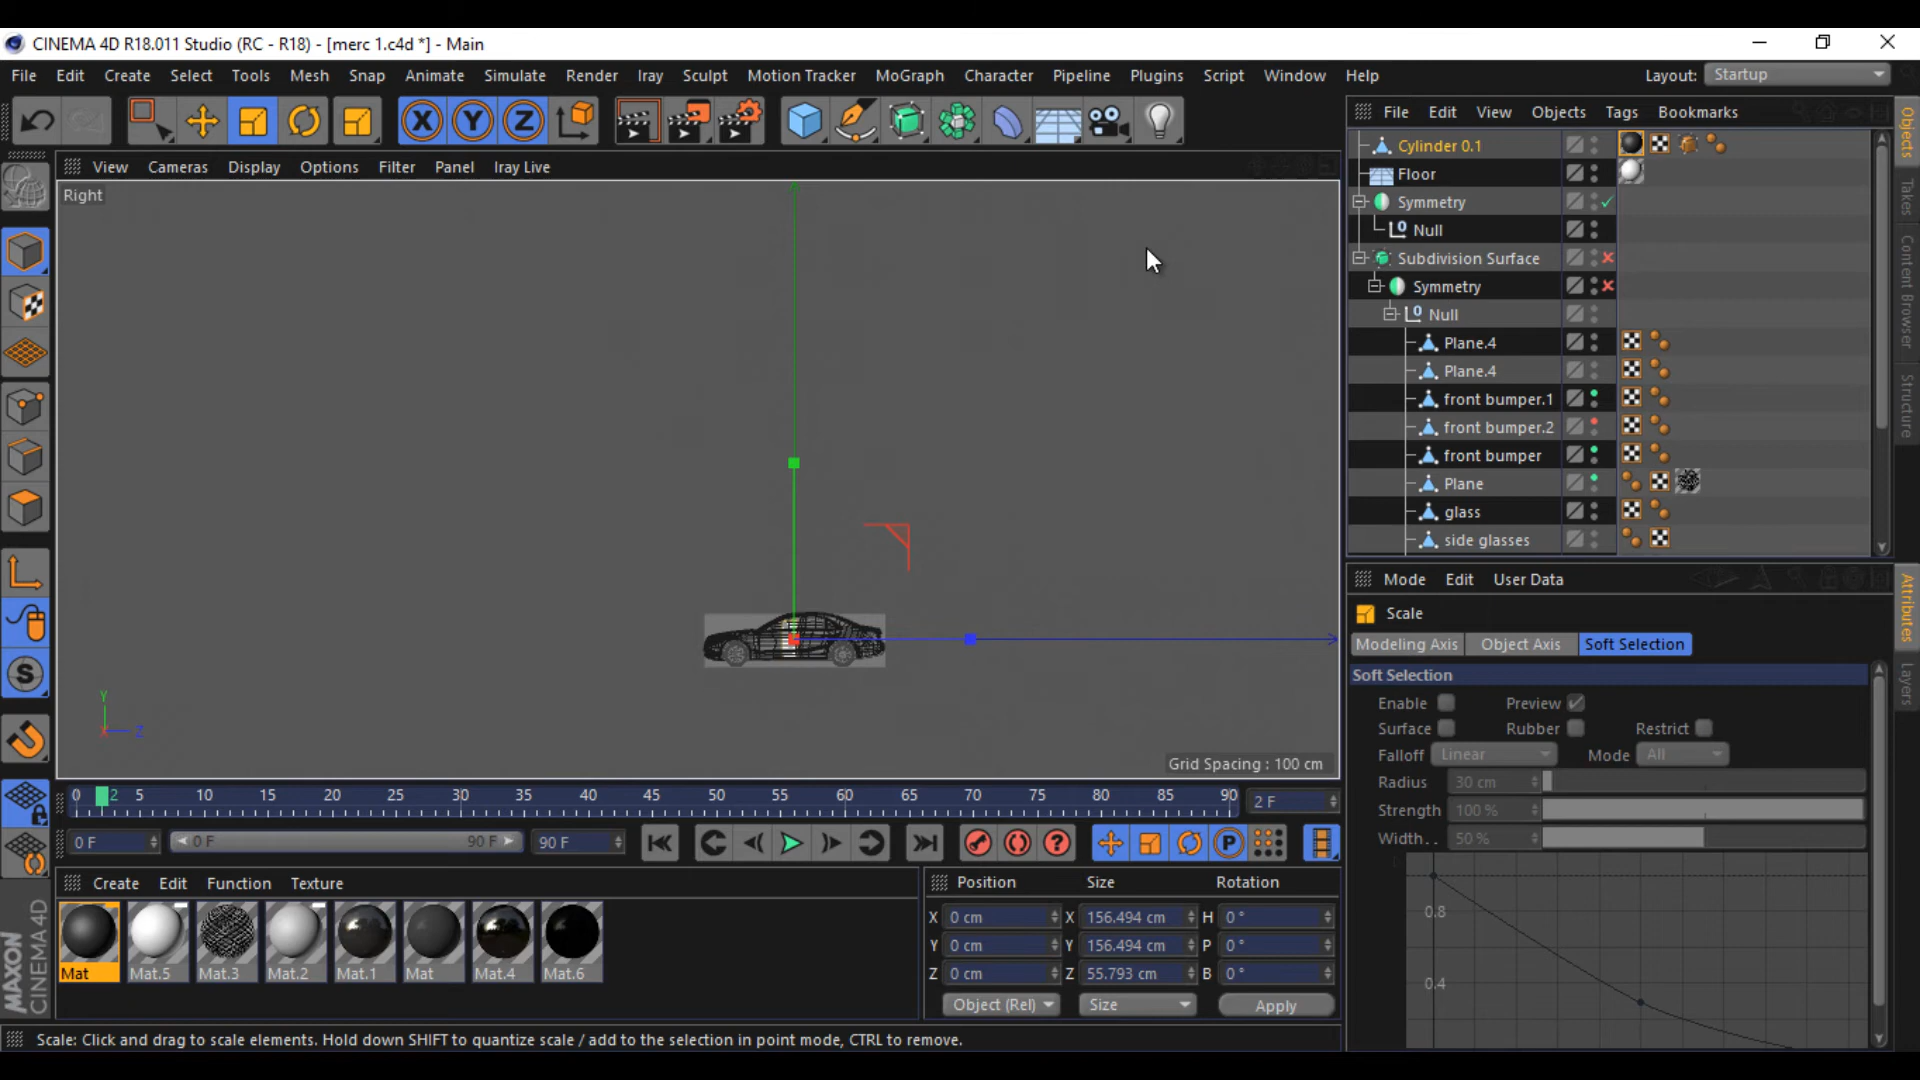 CINEMA 4D R18.011 Studio (RC - R18) - [merc 1.c4d *] - Main
File Edit Create Select Tools Mesh Snap Animate Simulate Render Iray Sculpt Motion Tracker MoGraph Character Pipeline Plugins Script Window Help Layout: Startup
X Y Z
File Edit View Objects Tags Bookmarks
View Cameras Display Options Filter Panel Iray Live
Right
Cylinder 0.1
Floor
Symmetry
Null
Subdivision Surface
Symmetry
Null
Plane.4
Plane.4
front bumper.1
front bumper.2
front bumper
Plane
glass
side glasses
Objects
Takes
Content Browser
Structure
Y
Z
Grid Spacing : 100 cm
Mode Edit User Data
Scale
Modeling Axis Object Axis Soft Selection
Soft Selection
Enable Preview
Surface Rubber Restrict
Falloff Linear Mode All
Radius 30 cm
Strength 100 %
Width. . 50 %
0.8
0.4
Attributes
Layers
0 2 5 10 15 20 25 30 35 40 45 50 55 60 65 70 75 80 85 90 2 F
0 F 0 F 90 F 90 F
Create Edit Function Texture
Mat Mat.5 Mat.3 Mat.2 Mat.1 Mat Mat.4 Mat.6
Position Size Rotation
X 0 cm X 156.494 cm H 0 °
Y 0 cm Y 156.494 cm P 0 °
Z 0 cm Z 55.793 cm B 0 °
Object (Rel) Size Apply
MAXON CINEMA 4D
Scale: Click and drag to scale elements. Hold down SHIFT to quantize scale / add to the selection in point mode, CTRL to remove.